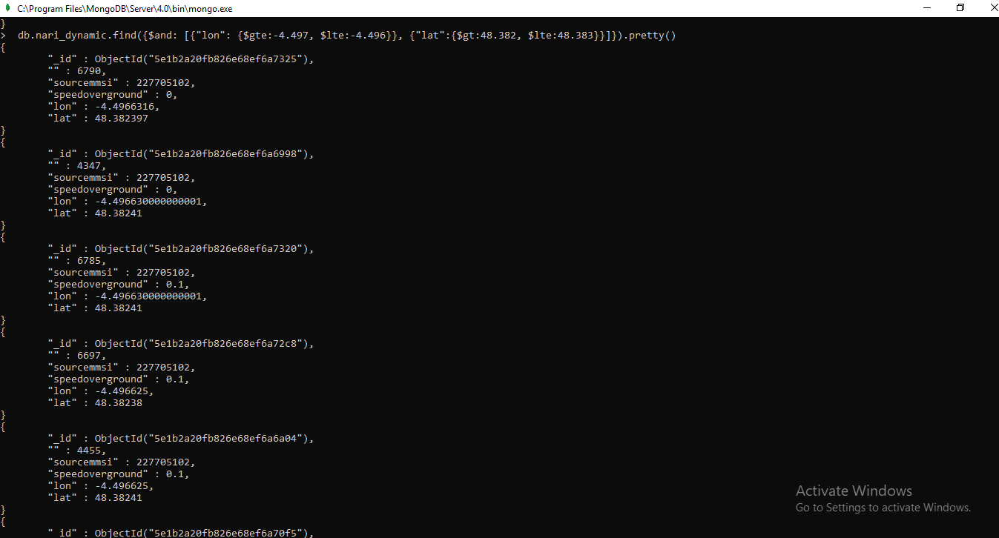 C:\Program Files\MongoDB\Server\4.0\bin\mongo.exe
}
> db.nari_dynamic.find({$and: [{"lon": {$gte:-4.497, $lte:-4.496}}, {"lat":{$gt:48.382, $lte:48.383}}]}).pretty()
{
"_id" : ObjectId("5e1b2a20fb826e68ef6a7325"),
"" : 6790,
"sourcemmsi" : 227705102,
"speedoverground" : 0,
"lon" : -4.4966316,
"lat" : 48.382397
}
{
"_id" : ObjectId("5e1b2a20fb826e68ef6a6998"),
"" : 4347,
"sourcemmsi" : 227705102,
"speedoverground" : 0,
"lon" : -4.496630000000001,
"lat" : 48.38241
}
{
"_id" : ObjectId("5e1b2a20fb826e68ef6a7320"),
"" : 6785,
"sourcemmsi" : 227705102,
"speedoverground" : 0.1,
"lon" : -4.496630000000001,
"lat" : 48.38241
}
{
"_id" : ObjectId("5e1b2a20fb826e68ef6a72c8"),
"" : 6697,
"sourcemmsi" : 227705102,
"speedoverground" : 0.1,
"lon" : -4.496625,
"lat" : 48.38238
}
{
"_id" : ObjectId("5e1b2a20fb826e68ef6a6a04"),
"" : 4455,
"sourcemmsi" : 227705102,
"speedoverground" : 0.1,
"lon" : -4.496625,
"lat" : 48.38241
}
{
"_id" : ObjectId("5e1b2a20fb826e68ef6a70f5"),
Activate Windows
Go to Settings to activate Windows.